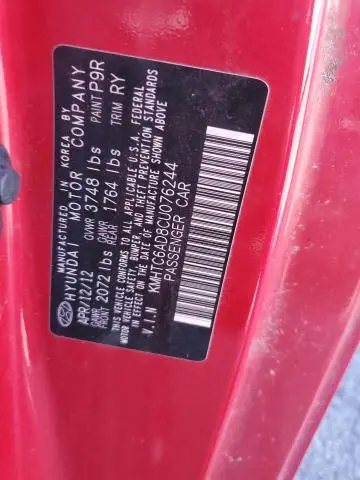 MANUFACTURED IN KOREA BY
HYUNDAI MOTOR COMPANY
APR/12/12 GVWR 3748 lbs PAINT P9R
GAWR FRONT 2072 lbs GAWR REAR 1764 lbs TRIM RY
THIS VEHICLE CONFORMS TO ALL APPLICABLE U.S.A. FEDERAL
MOTOR VEHICLE SAFETY, BUMPER, AND THEFT PREVENTION STANDARDS
IN EFFECT ON THE DATE OF MANUFACTURE SHOWN ABOVE.
V.I.N KMHTC6AD8CU076244
PASSENGER CAR